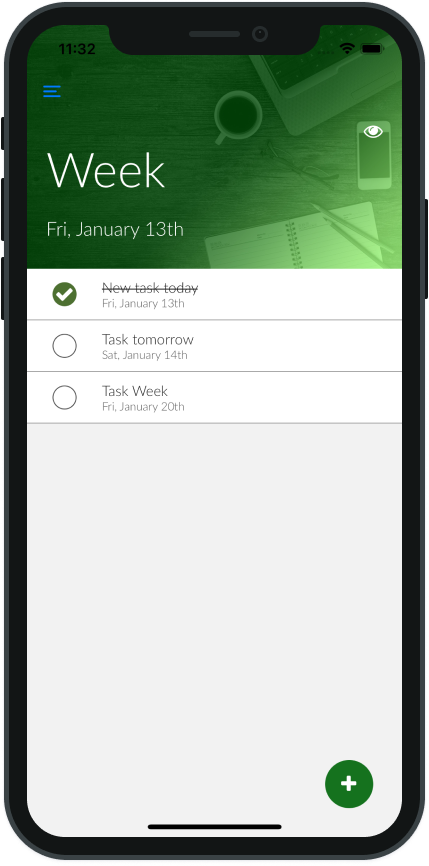 11:32
Week
Fri, January 13th
New task today
Fri, January 13th
Task tomorrow
Sat, January 14th
Task Week
Fri, January 20th